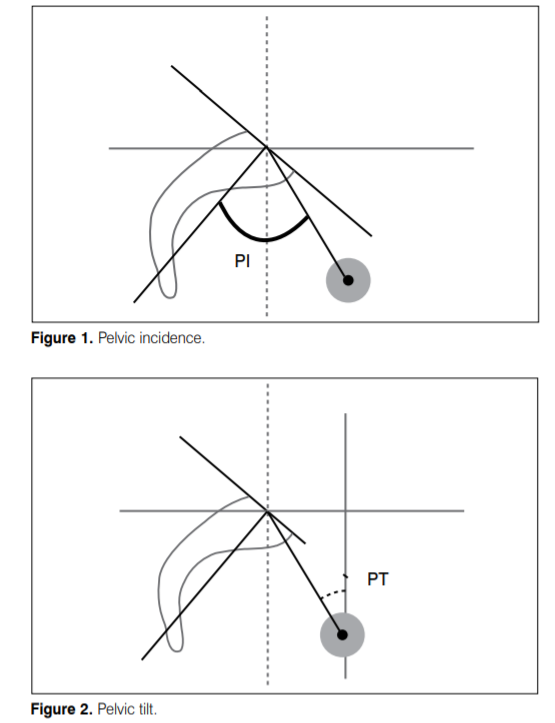 PI
Figure 1. Pelvic incidence.
PT
Figure 2. Pelvic tilt.